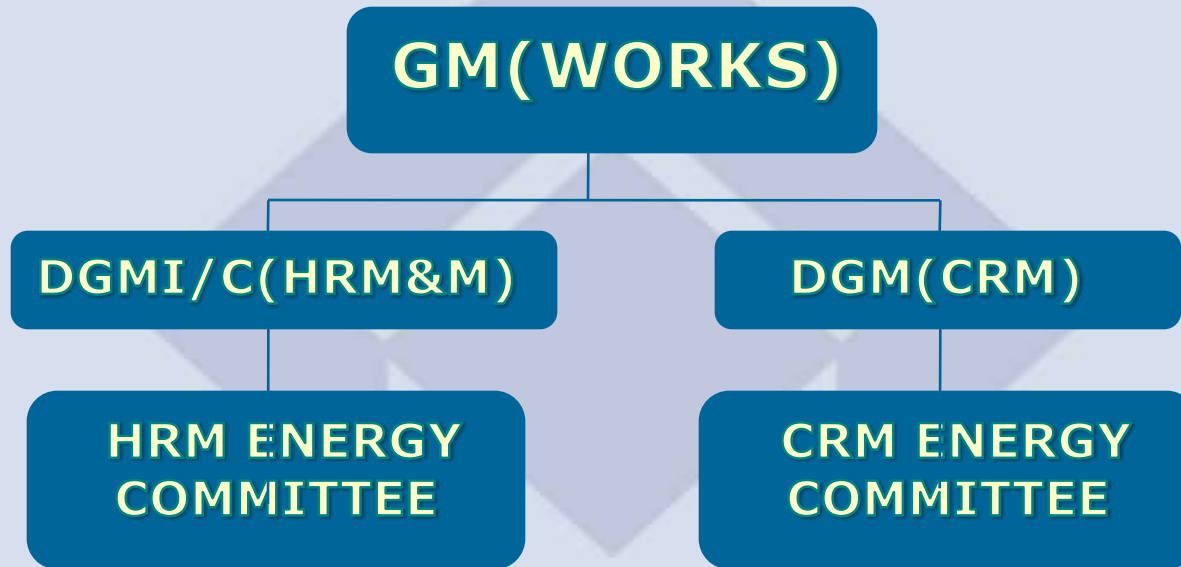 GM(WORKS)
DGMI/C(HRM&M)
DGM(CRM)
HRM ENERGY
COMMITTEE
CRM ENERGY
COMMITTEE